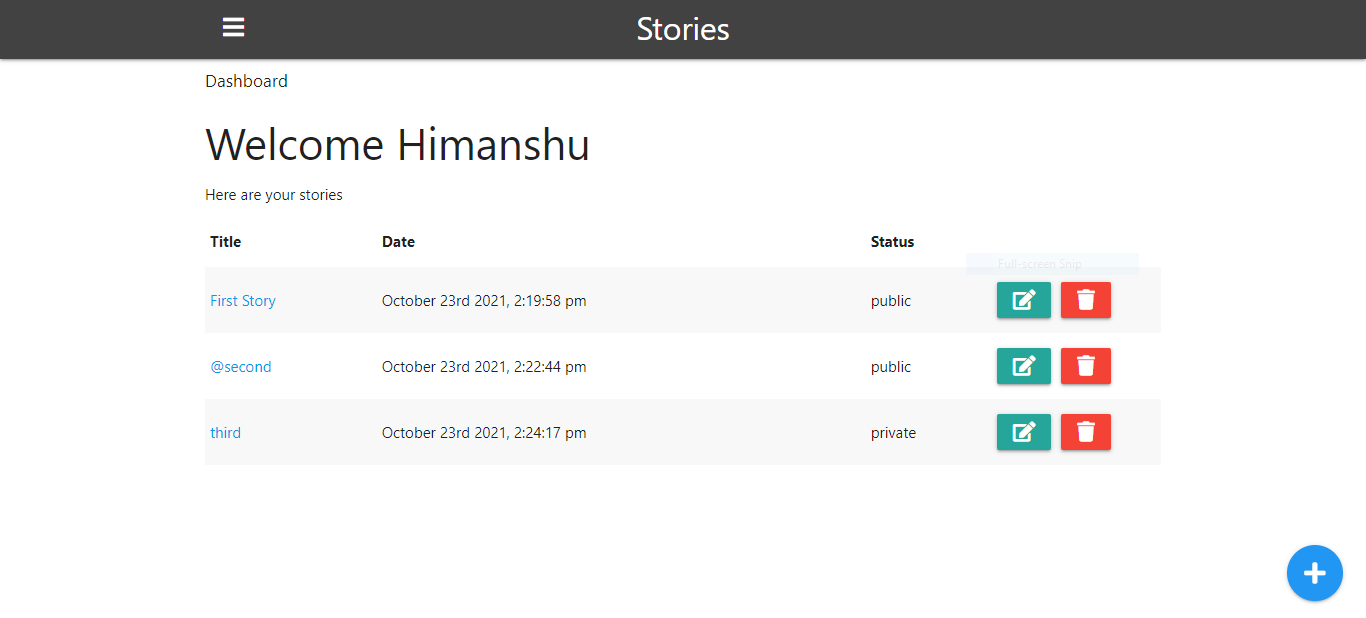 Stories
Dashboard
Welcome Himanshu
Here are your stories
Title Date Status
Full-screen Snip
First Story October 23rd 2021, 2:19:58 pm public
@second October 23rd 2021, 2:22:44 pm public
third October 23rd 2021, 2:24:17 pm private